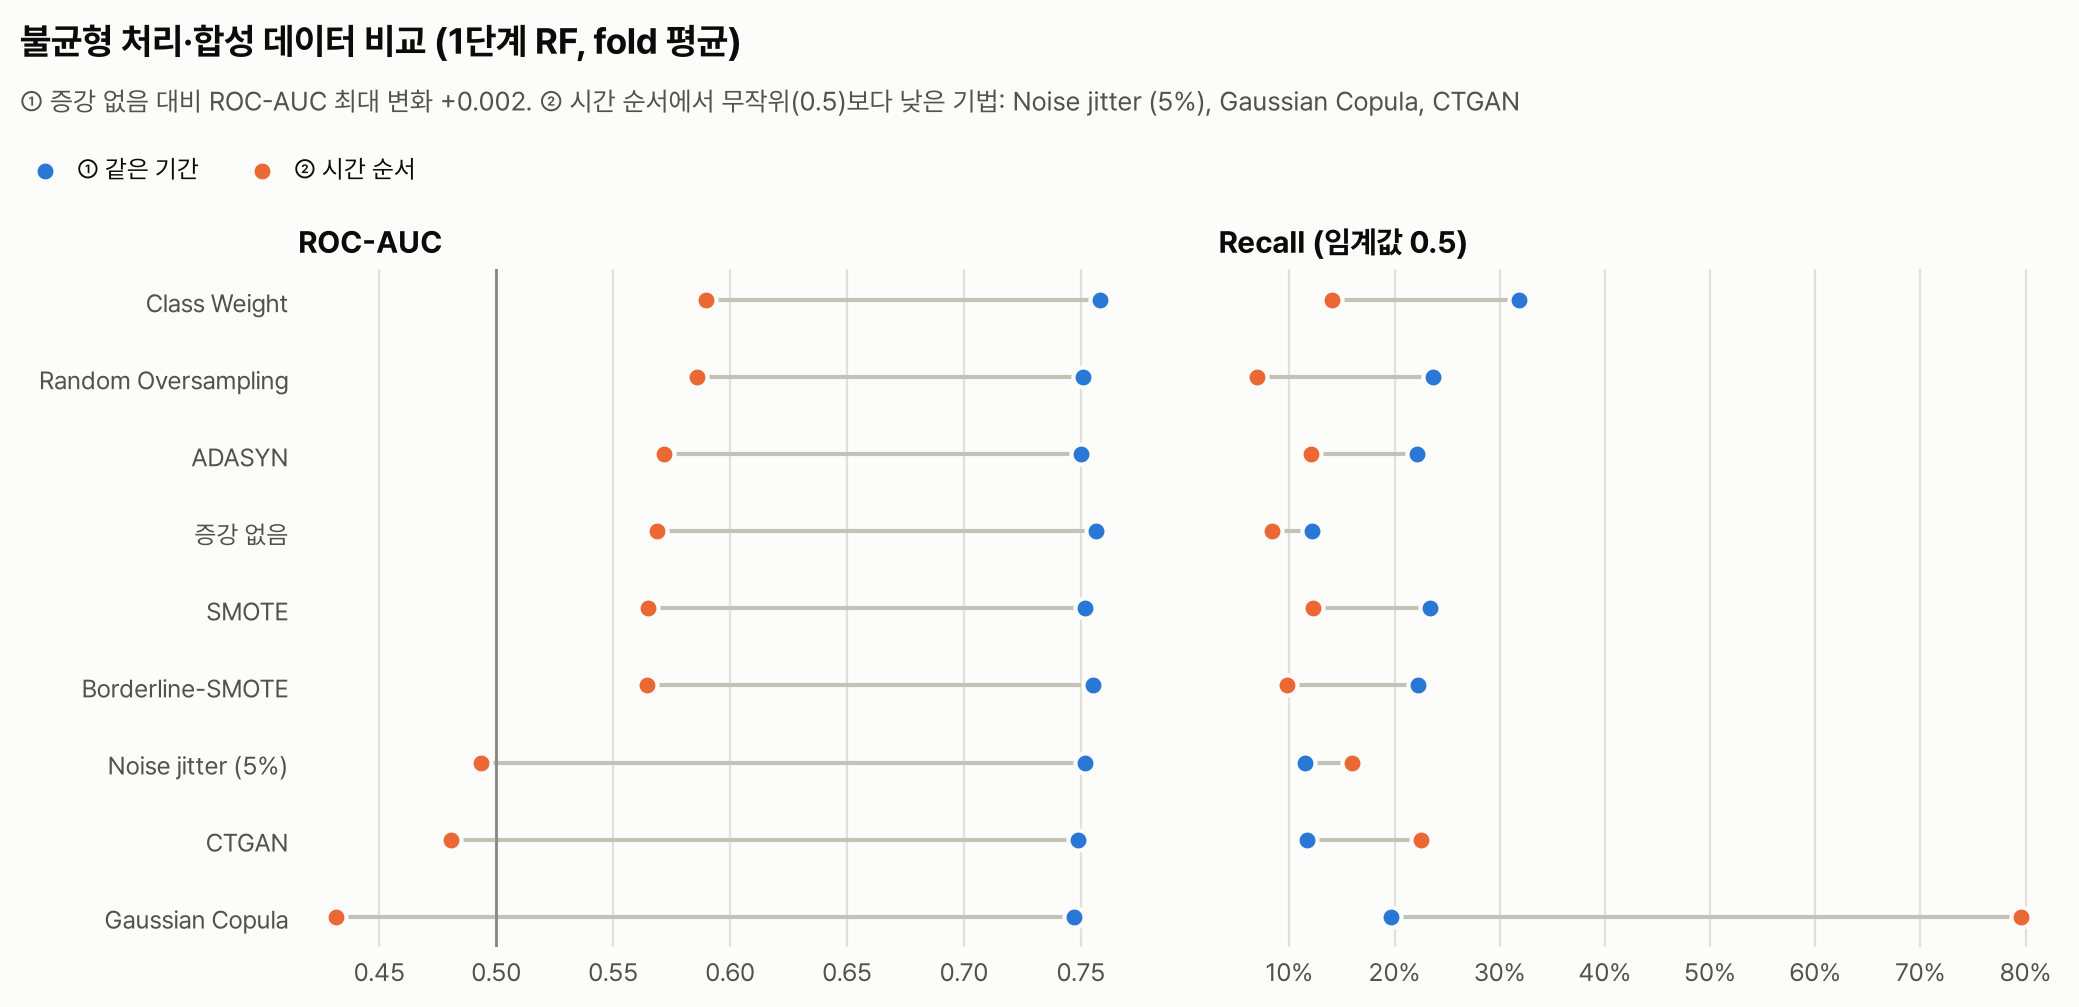 불균형 처리·합성 데이터 비교 (1단계 RF, fold 평균)
① 증강 없음 대비 ROC-AUC 최대 변화 +0.002. ② 시간 순서에서 무작위(0.5)보다 낮은 기법: Noise jitter (5%), Gaussian Copula, CTGAN
① 같은 기간 ② 시간 순서
ROC-AUC
Recall (임계값 0.5)
Class Weight
Random Oversampling
ADASYN
증강 없음
SMOTE
Borderline-SMOTE
Noise jitter (5%)
CTGAN
Gaussian Copula
0.45 0.50 0.55 0.60 0.65 0.70 0.75
10% 20% 30% 40% 50% 60% 70% 80%